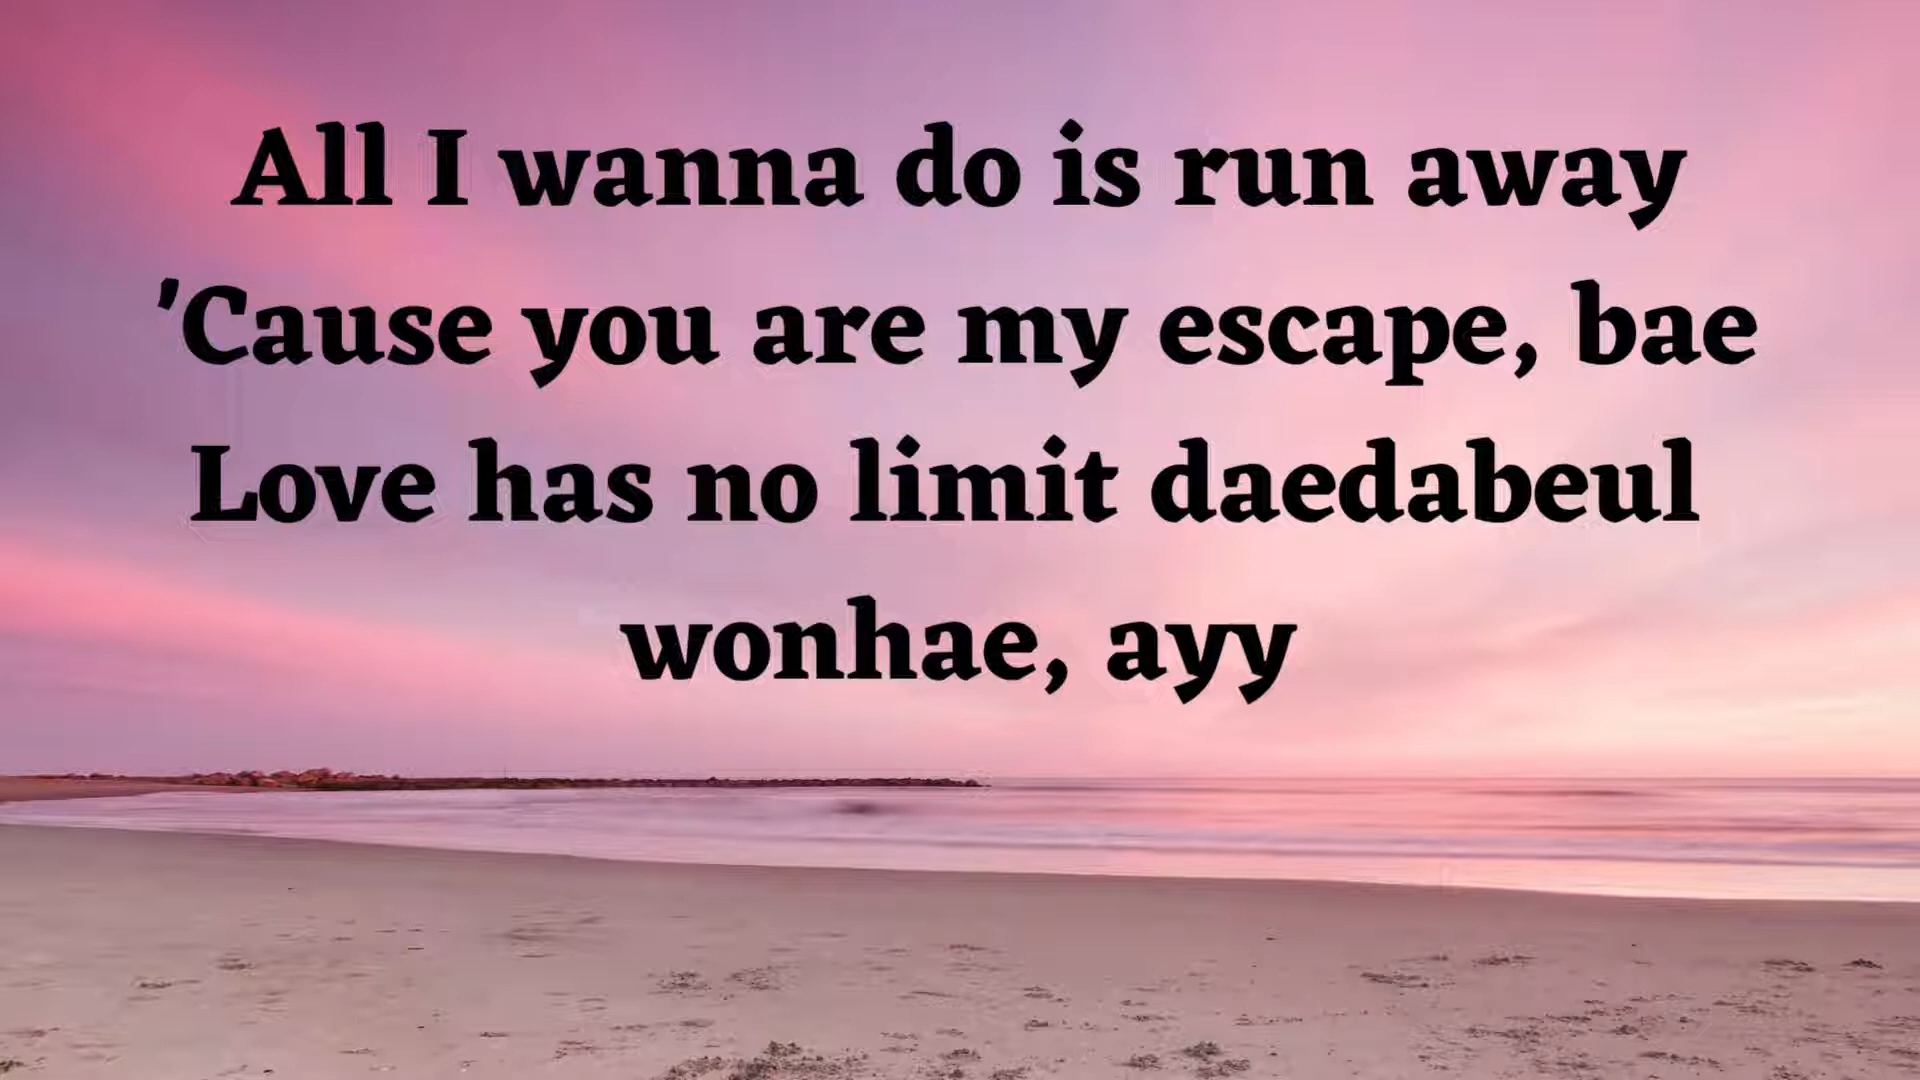 All I wanna do is run away
'Cause you are my escape, bae
Love has no limit daedabeul
wonhae, ayy